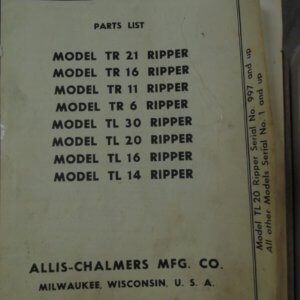 PARTS LIST
MODEL TR 21 RIPPER
MODEL TR 16 RIPPER
MODEL TR 11 RIPPER
MODEL TR 6 RIPPER
MODEL TL 30 RIPPER
MODEL TL 20 RIPPER
MODEL TL 16 RIPPER
MODEL TL 14 RIPPER
ALLIS-CHALMERS MFG. CO.
MILWAUKEE, WISCONSIN, U. S. A.
Model TL 20 Ripper Serial No. 997 and up
All other Models Serial No. 1 and up